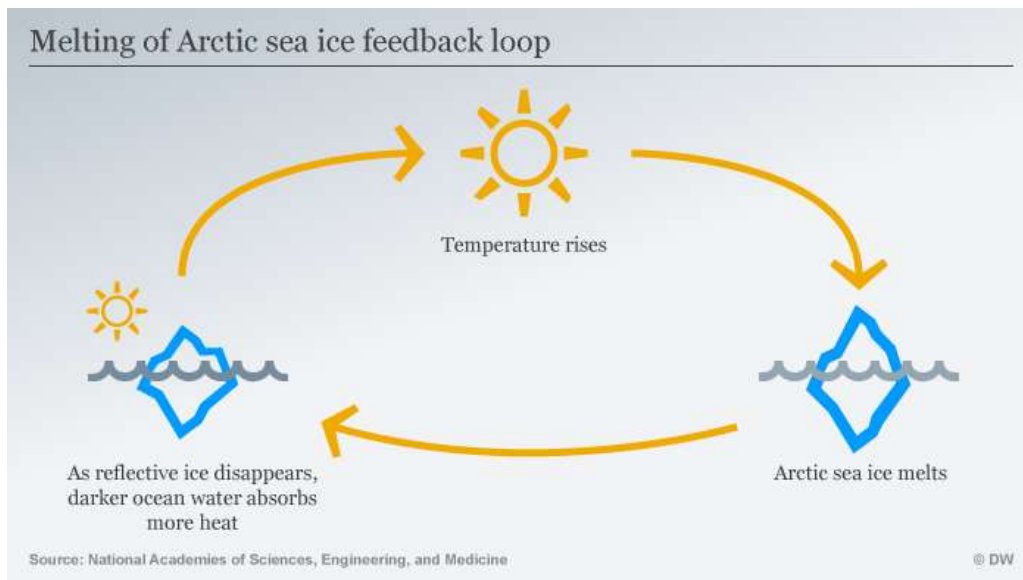 Melting of Arctic sea ice feedback loop
Temperature rises
As reflective ice disappears,
darker ocean water absorbs
more heat
Arctic sea ice melts
Source: National Academies of Sciences, Engineering, and Medicine
© DW